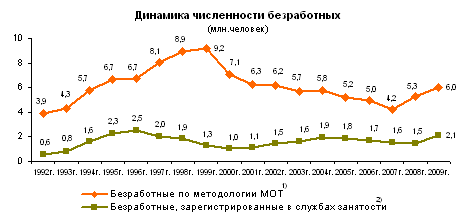 Динамика численности безработных
(млн.человек)
10
8
6
4
2
0
3,9 4,3 5,7 6,7 6,7 8,1 8,9 9,2 7,1 6,3 6,2 5,7 5,8 5,2 5,0 4,2 5,3 6,0
0,6 0,8 1,6 2,3 2,5 2,0 1,9 1,3 1,0 1,1 1,5 1,6 1,9 1,8 1,7 1,6 1,5 2,1
1992г. 1993г. 1994г. 1995г. 1996г. 1997г. 1998г. 1999г. 2000г. 2001г. 2002г. 2003г. 2004г. 2005г. 2006г. 2007г. 2008г. 2009г.
Безработные по методологии МОТ 1)
Безработные, зарегистрированные в службах занятости 2)